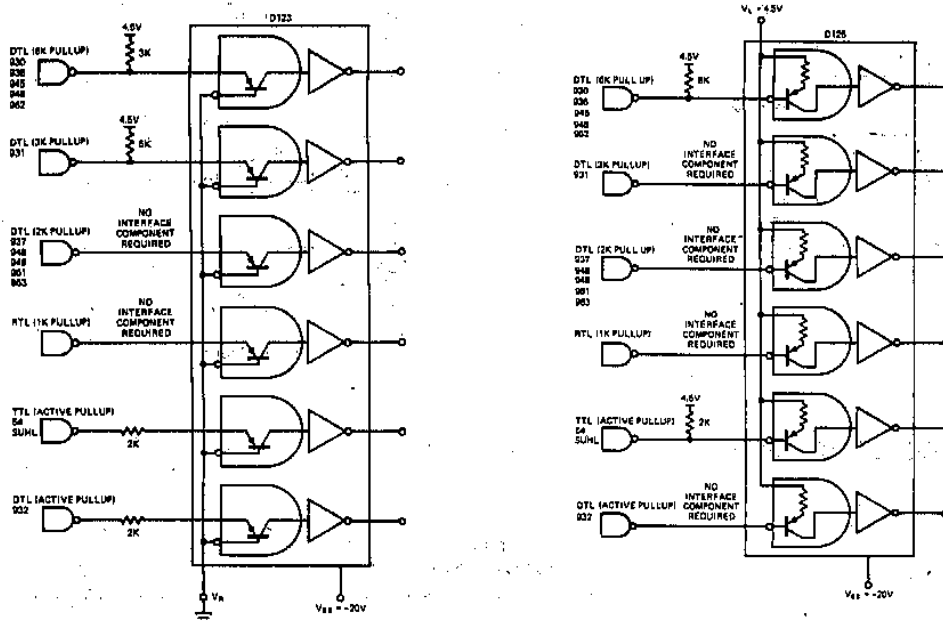 D123
4.5V
DTL (6K PULLUP)
930
936
945
946
962
3K
4.5V
DTL (3K PULLUP)
931
6K
NO
INTERFACE
COMPONENT
REQUIRED
DTL (2K PULLUP)
937
948
949
961
963
NO
INTERFACE
COMPONENT
REQUIRED
RTL (1K PULLUP)
TTL (ACTIVE PULLUP)
54
SUHL
2K
DTL (ACTIVE PULLUP)
932
2K
VR
VEE = -20V
VL = 4.5V
D125
4.5V
DTL (6K PULL UP)
930
936
945
946
962
6K
NO
INTERFACE
COMPONENT
REQUIRED
DTL (3K PULLUP)
931
NO
INTERFACE
COMPONENT
REQUIRED
DTL (2K PULL UP)
937
948
949
961
963
NO
INTERFACE
COMPONENT
REQUIRED
RTL (1K PULLUP)
4.5V
TTL (ACTIVE PULLUP)
54
SUHL
2K
NO
INTERFACE
COMPONENT
REQUIRED
DTL (ACTIVE PULLUP)
932
VEE = -20V